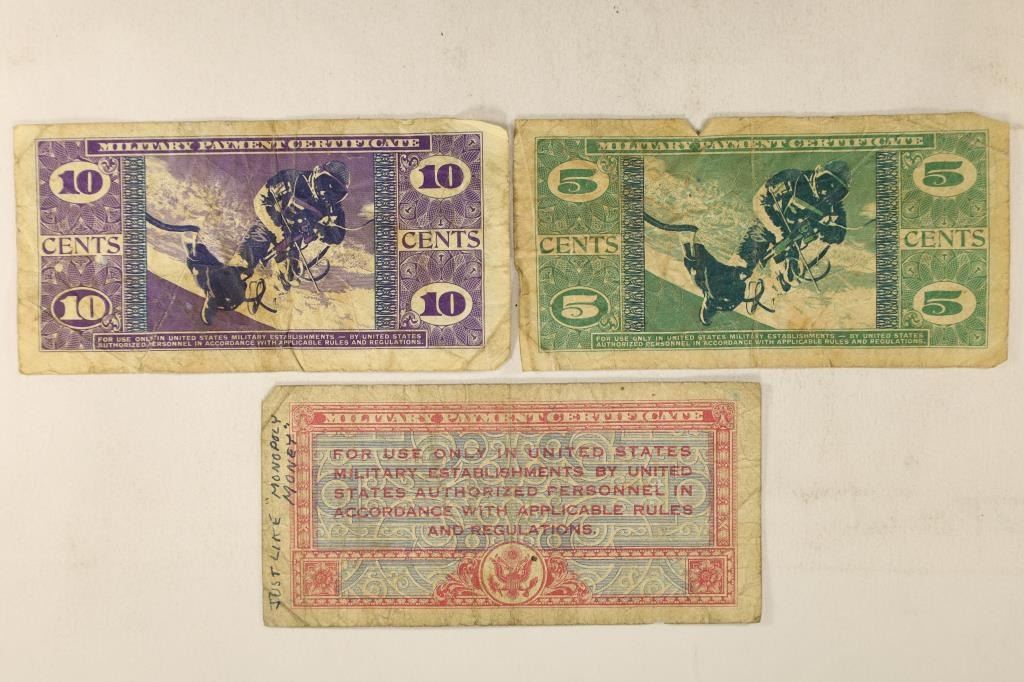 MILITARY PAYMENT CERTIFICATE
10
10
CENTS
CENTS
10
10
FOR USE ONLY IN UNITED STATES MILITARY ESTABLISHMENTS — BY UNITED STATES
AUTHORIZED PERSONNEL IN ACCORDANCE WITH APPLICABLE RULES AND REGULATIONS.
MILITARY PAYMENT CERTIFICATE
5
5
CENTS
CENTS
5
5
FOR USE ONLY IN UNITED STATES MILITARY ESTABLISHMENTS — BY UNITED STATES
AUTHORIZED PERSONNEL IN ACCORDANCE WITH APPLICABLE RULES AND REGULATIONS.
JUST LIKE "MONOPOLY
MONEY"
MILITARY PAYMENT CERTIFICATE
FOR USE ONLY IN UNITED STATES
MILITARY ESTABLISHMENTS BY UNITED
STATES AUTHORIZED PERSONNEL IN
ACCORDANCE WITH APPLICABLE RULES
AND REGULATIONS.